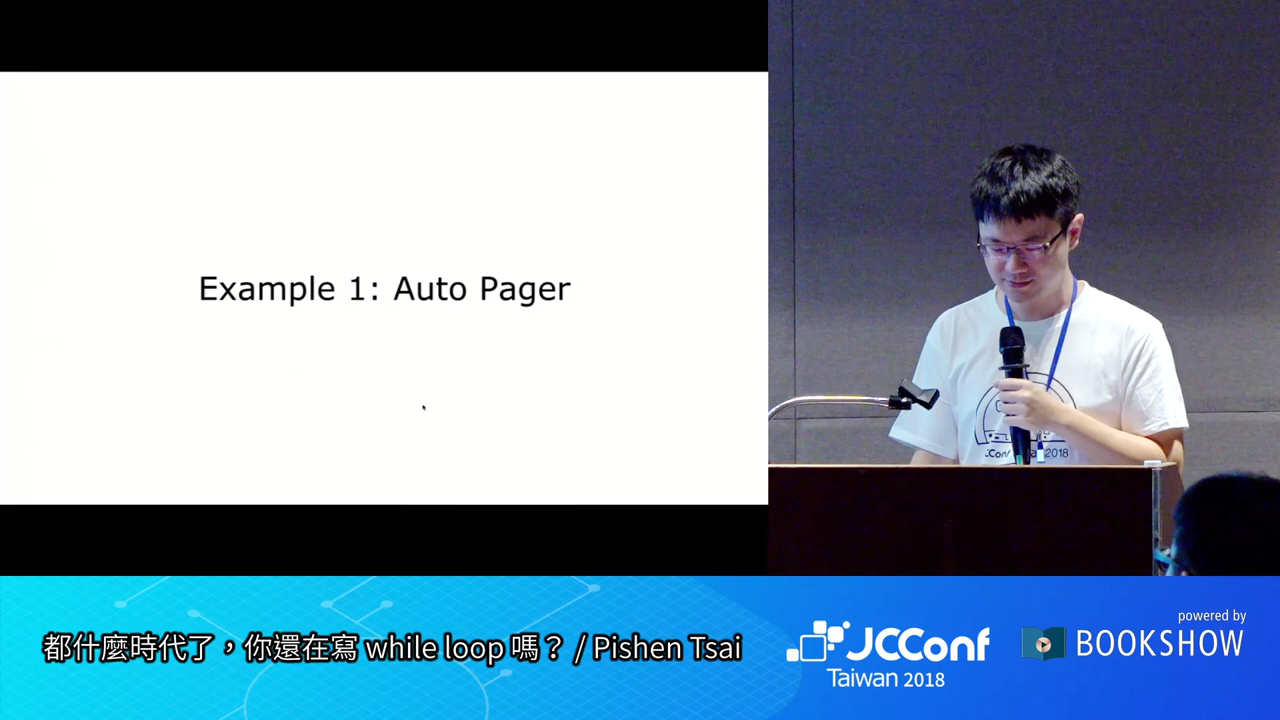 Example 1: Auto Pager
2018
都什麼時代了，你還在寫 while loop 嗎？ / Pishen Tsai
JCConf
Taiwan 2018
powered by
BOOKSHOW